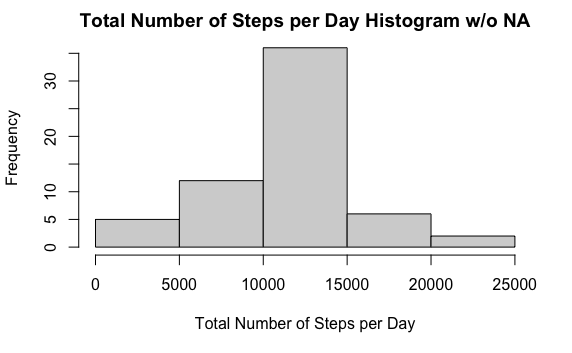 Total Number of Steps per Day Histogram w/o NA
Frequency
30
20
10
5
0
0 5000 10000 15000 20000 25000
Total Number of Steps per Day